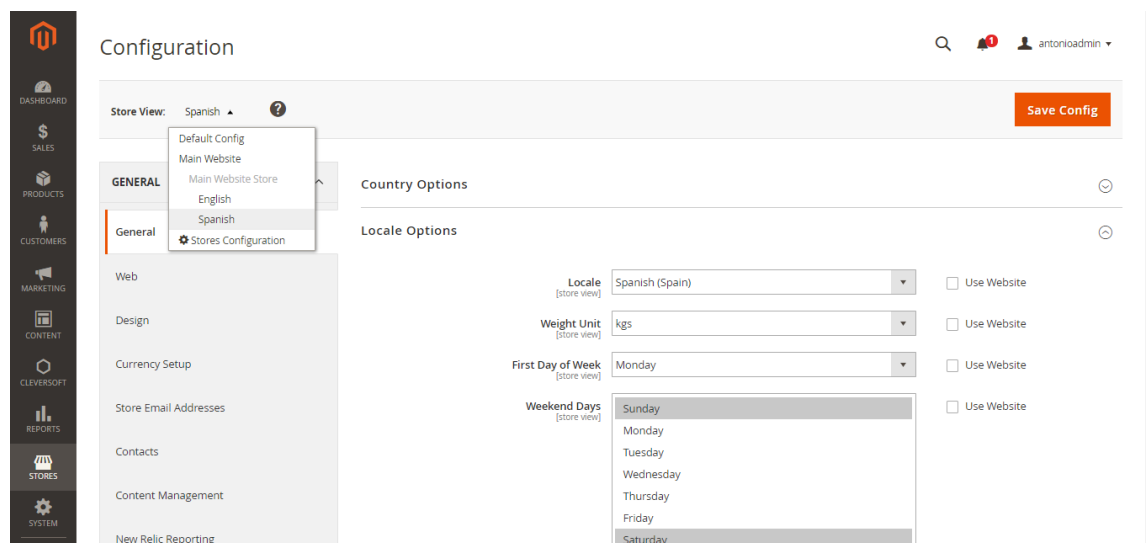 Configuration
1
antonioadmin
DASHBOARD
SALES
PRODUCTS
CUSTOMERS
MARKETING
CONTENT
CLEVERSOFT
REPORTS
STORES
SYSTEM
Store View: Spanish
Save Config
Default Config
Main Website
Main Website Store
English
Spanish
Stores Configuration
GENERAL
General
Web
Design
Currency Setup
Store Email Addresses
Contacts
Content Management
New Relic Reporting
Country Options
Locale Options
Locale Spanish (Spain) Use Website
[store view]
Weight Unit kgs Use Website
[store view]
First Day of Week Monday Use Website
[store view]
Weekend Days Sunday Use Website
[store view]
Monday
Tuesday
Wednesday
Thursday
Friday
Saturday